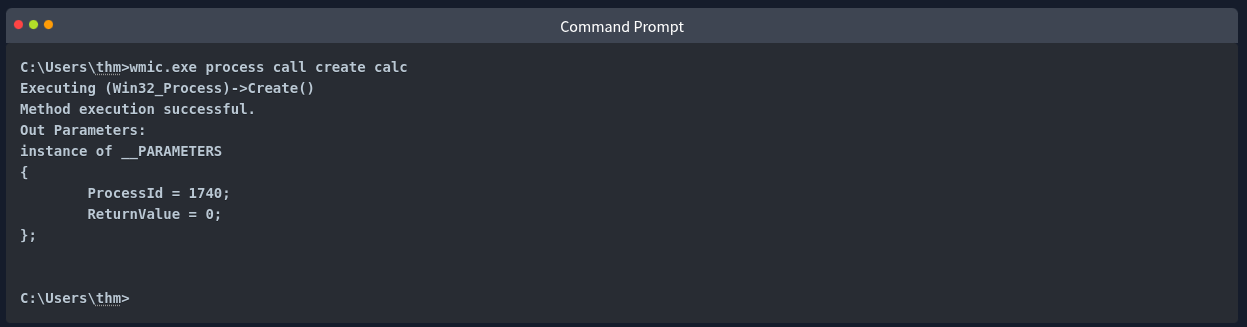 Command Prompt
C:\Users\thm>wmic.exe process call create calc
Executing (Win32_Process)->Create()
Method execution successful.
Out Parameters:
instance of __PARAMETERS
{
        ProcessId = 1740;
        ReturnValue = 0;
};
C:\Users\thm>